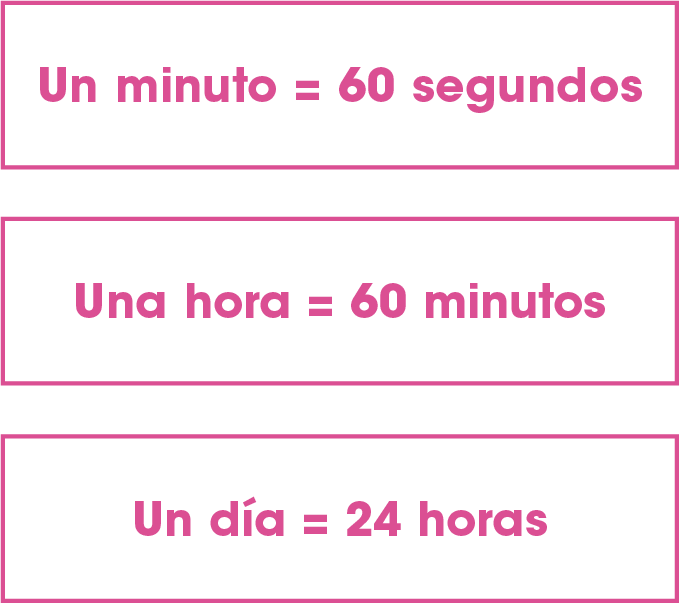 Un minuto = 60 segundos
Una hora = 60 minutos
Un día = 24 horas